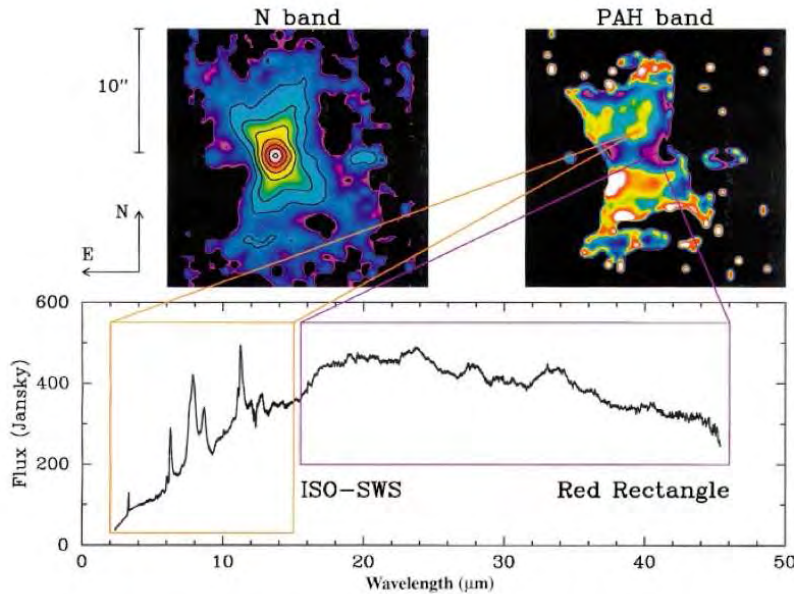 N band
PAH band
10"
N
E
600
400
200
0
Flux (Jansky)
ISO-SWS
Red Rectangle
0
10
20
30
40
50
Wavelength (μm)